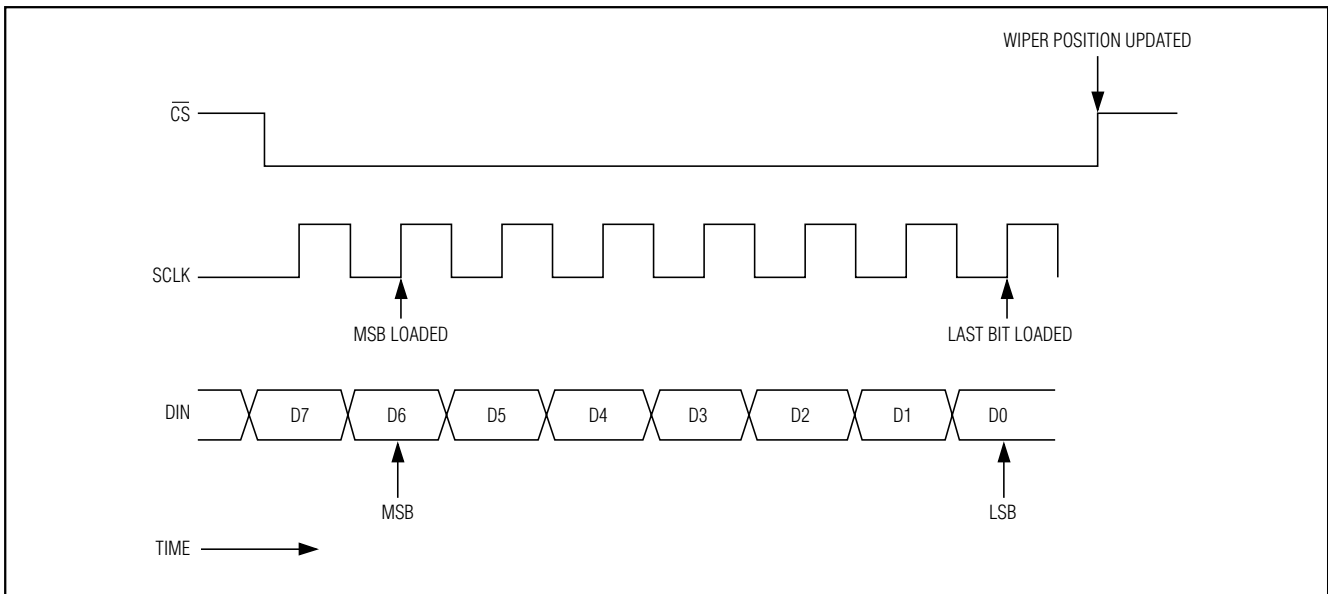 WIPER POSITION UPDATED
C̅S̅
SCLK
MSB LOADED
LAST BIT LOADED
DIN D7 D6 D5 D4 D3 D2 D1 D0
MSB
LSB
TIME